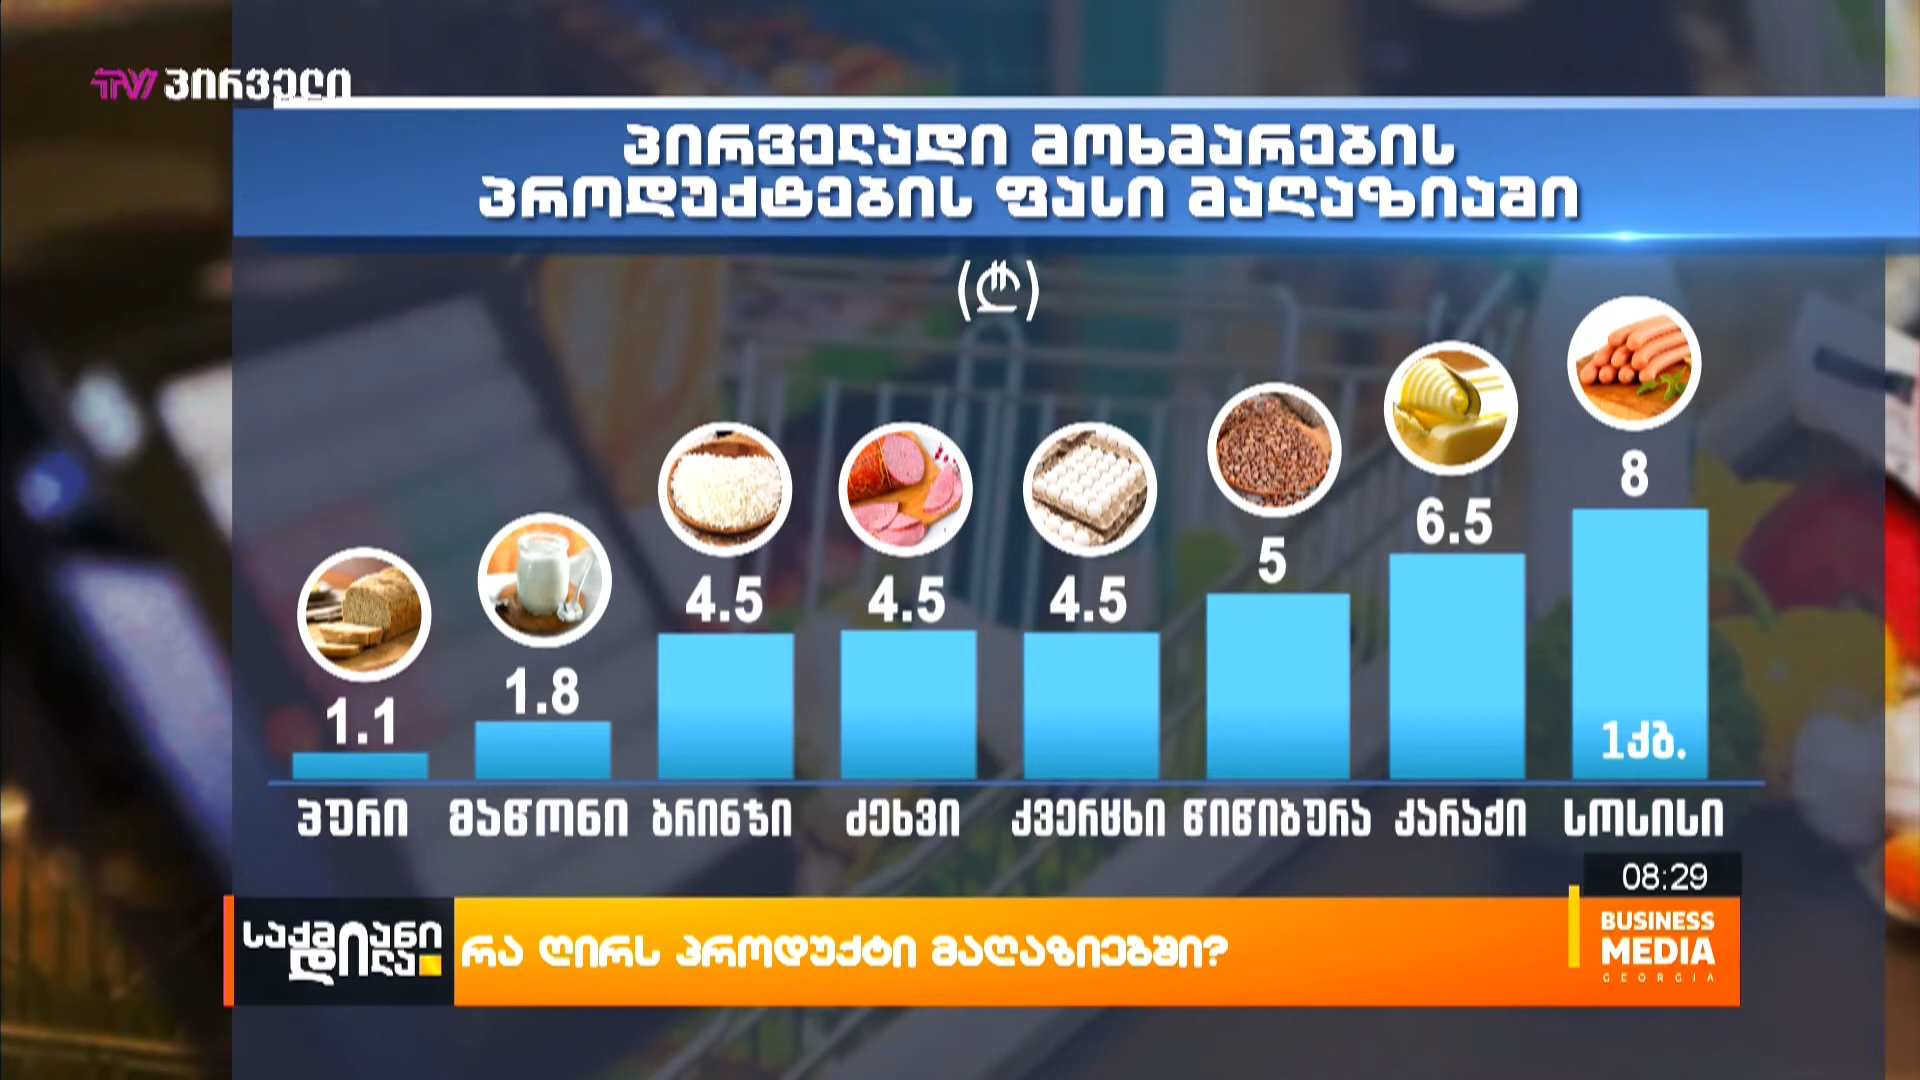 TV პირველი
პირველადი მოხმარების
პროდუქტების ფასი მაღაზიაში
(₾)
1.1
1.8
4.5
4.5
4.5
5
6.5
8
1კგ.
პური
მაწონი
ბრინჯი
ძეხვი
კვერცხი
წიწიბურა
კარაქი
სოსისი
08:29
საქმიანი
დილა
რა ღირს პროდუქტი მაღაზიებში?
BUSINESS
MEDIA
GEORGIA